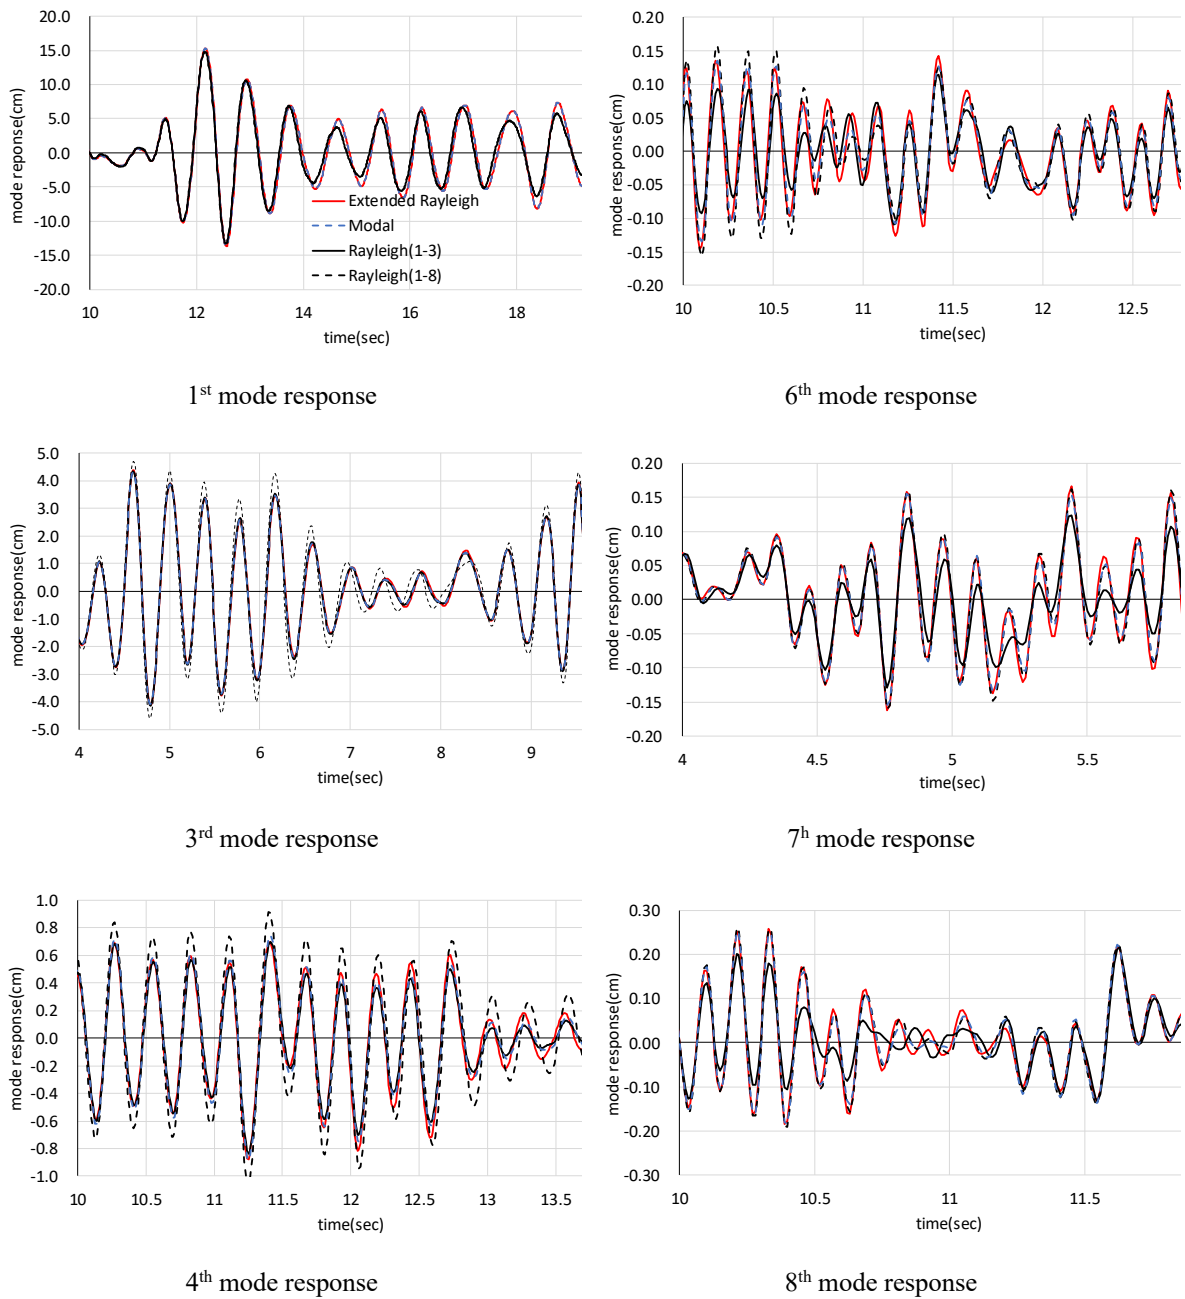 20.0
15.0
10.0
5.0
0.0
-5.0
-10.0
-15.0
-20.0
mode response(cm)
Extended Rayleigh
Modal
Rayleigh(1-3)
Rayleigh(1-8)
10 12 14 16 18
time(sec)
1st mode response
0.20
0.15
0.10
0.05
0.00
-0.05
-0.10
-0.15
-0.20
mode response(cm)
10 10.5 11 11.5 12 12.5
time(sec)
6th mode response
5.0
4.0
3.0
2.0
1.0
0.0
-1.0
-2.0
-3.0
-4.0
-5.0
mode response(cm)
4 5 6 7 8 9
time(sec)
3rd mode response
0.20
0.15
0.10
0.05
0.00
-0.05
-0.10
-0.15
-0.20
mode response(cm)
4 4.5 5 5.5
time(sec)
7h mode response
1.0
0.8
0.6
0.4
0.2
0.0
-0.2
-0.4
-0.6
-0.8
-1.0
mode response(cm)
10 10.5 11 11.5 12 12.5 13 13.5
time(sec)
4th mode response
0.30
0.20
0.10
0.00
-0.10
-0.20
-0.30
mode response(cm)
10 10.5 11 11.5
time(sec)
8th mode response